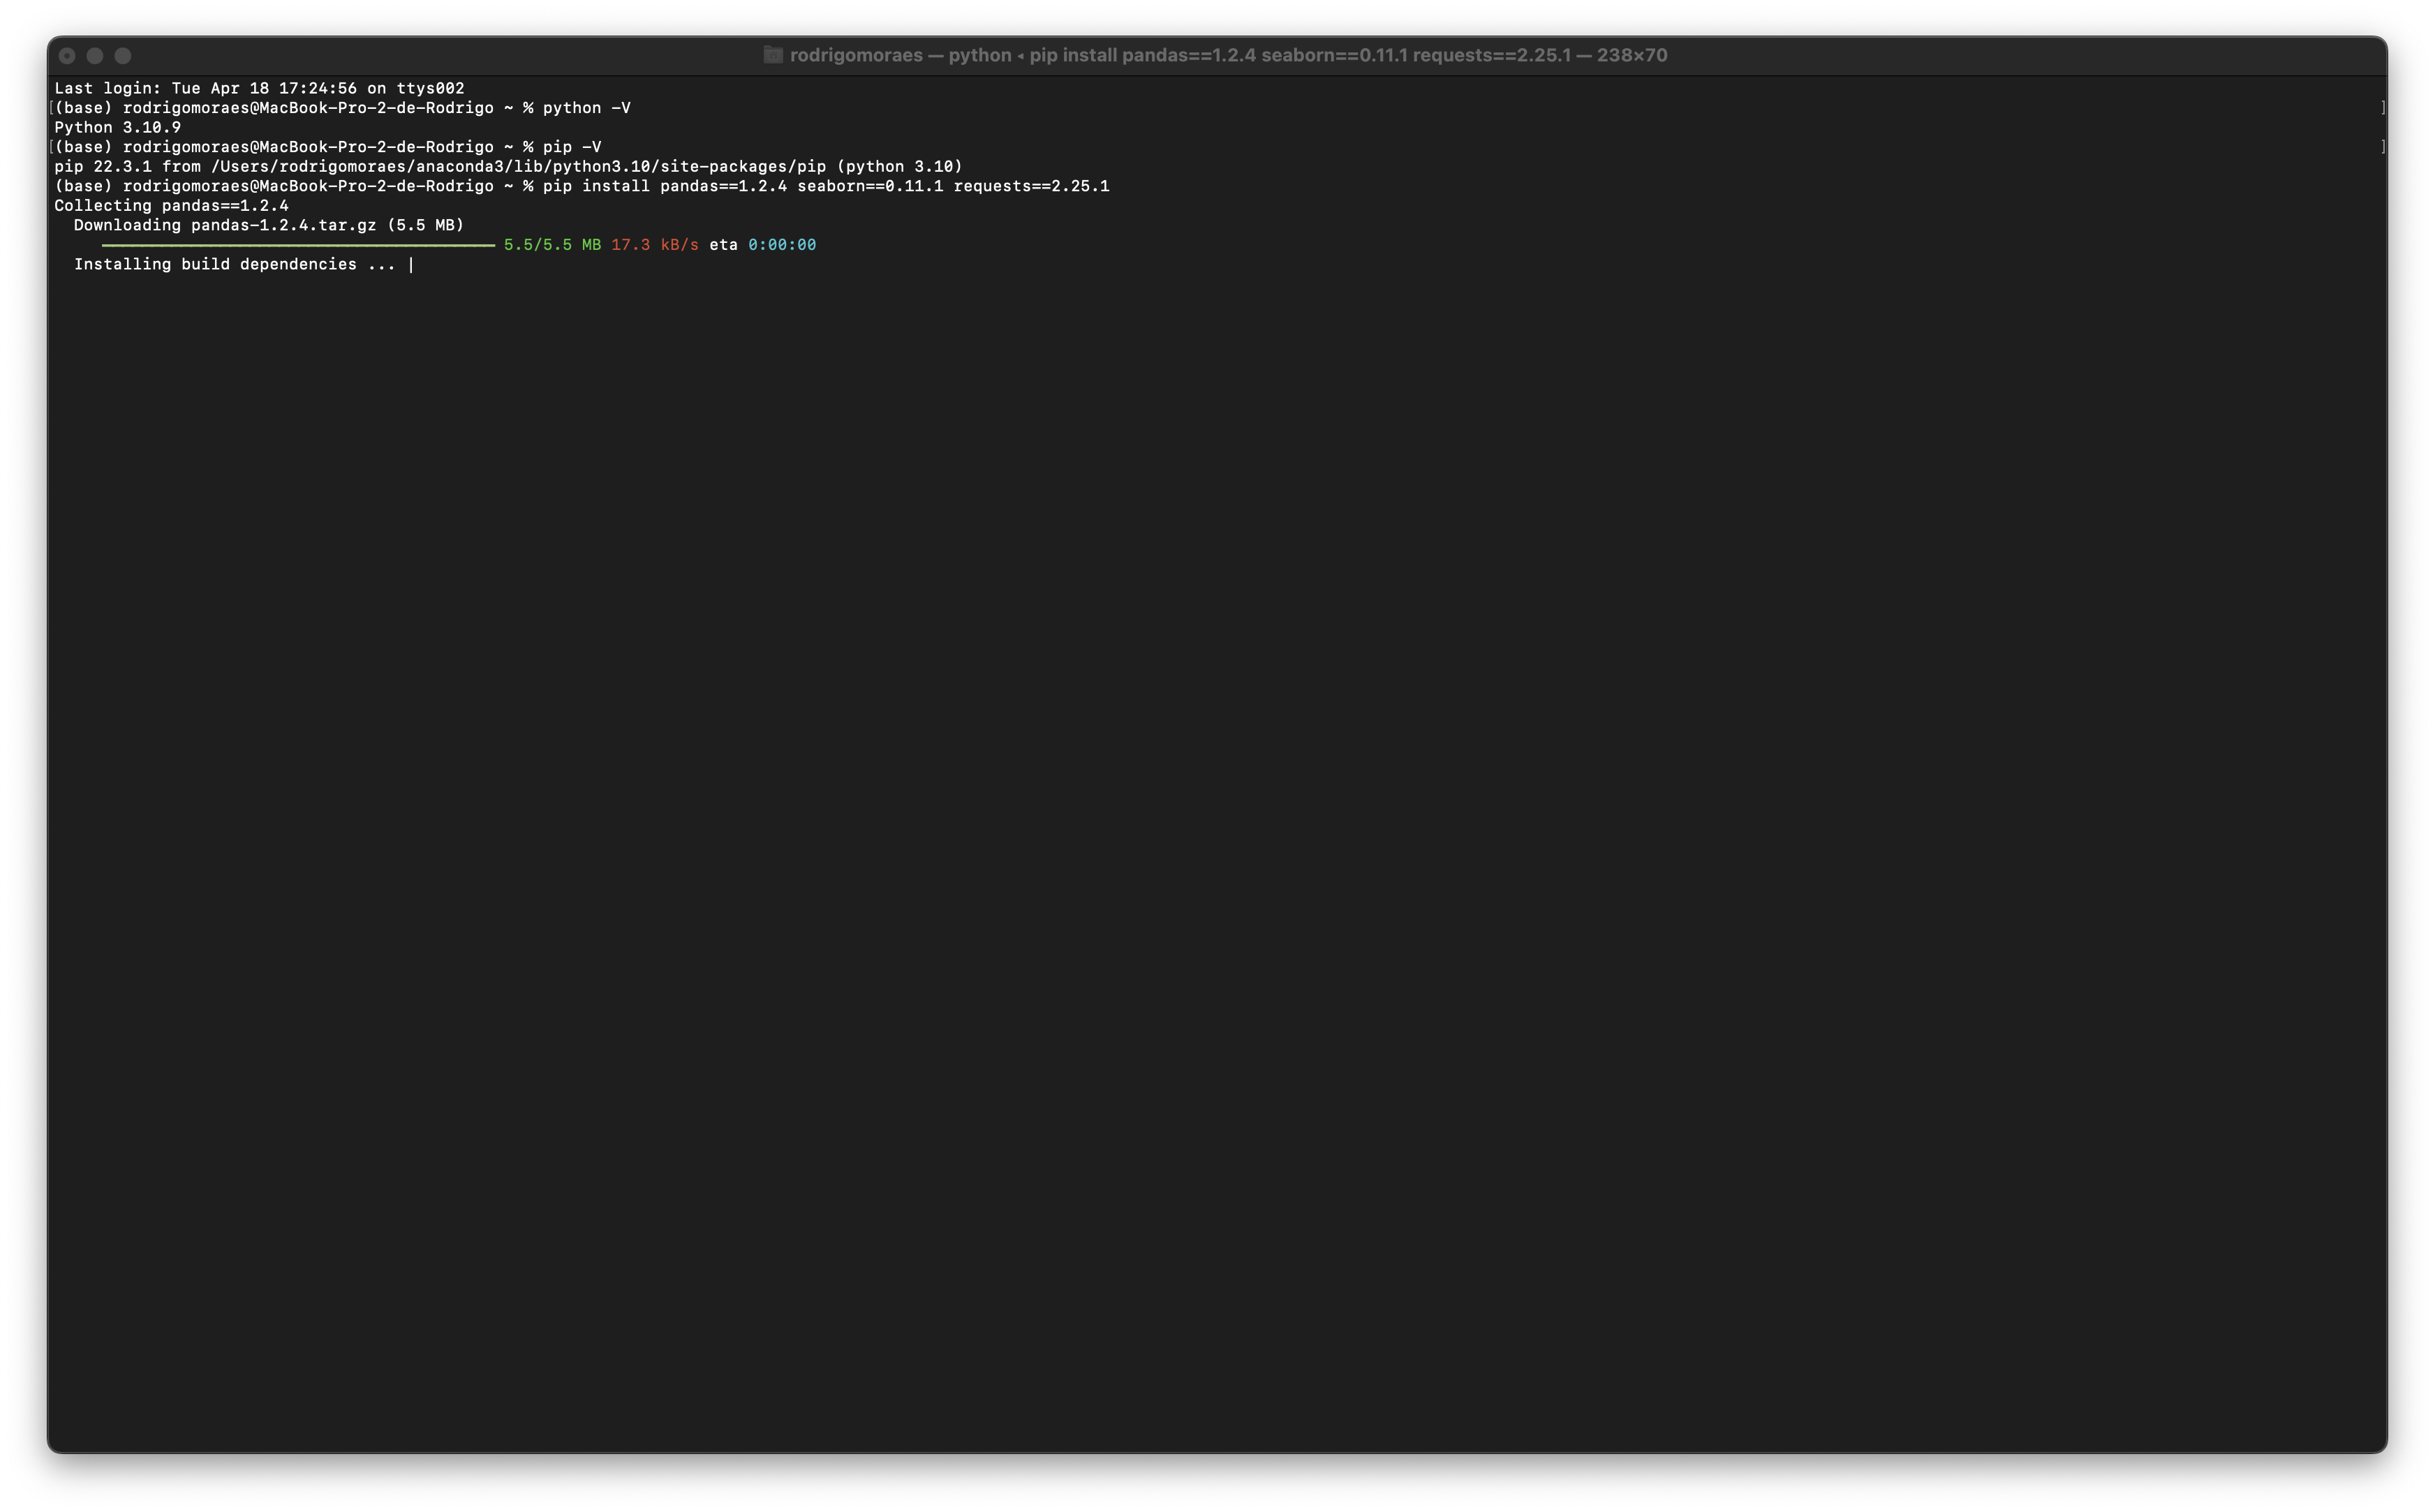 rodrigomoraes — python ◂ pip install pandas==1.2.4 seaborn==0.11.1 requests==2.25.1 — 238×70
Last login: Tue Apr 18 17:24:56 on ttys002
[(base) rodrigomoraes@MacBook-Pro-2-de-Rodrigo ~ % python -V ]
Python 3.10.9
[(base) rodrigomoraes@MacBook-Pro-2-de-Rodrigo ~ % pip -V ]
pip 22.3.1 from /Users/rodrigomoraes/anaconda3/lib/python3.10/site-packages/pip (python 3.10)
(base) rodrigomoraes@MacBook-Pro-2-de-Rodrigo ~ % pip install pandas==1.2.4 seaborn==0.11.1 requests==2.25.1
Collecting pandas==1.2.4
  Downloading pandas-1.2.4.tar.gz (5.5 MB)
     ━━━━━━━━━━━━━━━━━━━━━━━━━━━━━━━━━━━━━━━━ 5.5/5.5 MB 17.3 kB/s eta 0:00:00
  Installing build dependencies ... |